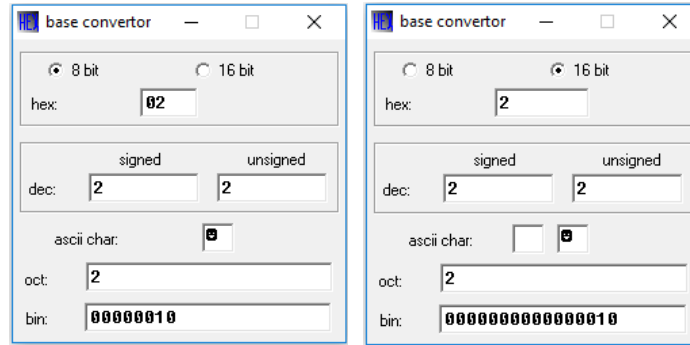 HEX base convertor
8 bit 16 bit
hex: 02
signed unsigned
dec: 2 2
ascii char: ☻
oct: 2
bin: 00000010
HEX base convertor
8 bit 16 bit
hex: 2
signed unsigned
dec: 2 2
ascii char: ☻
oct: 2
bin: 0000000000000010